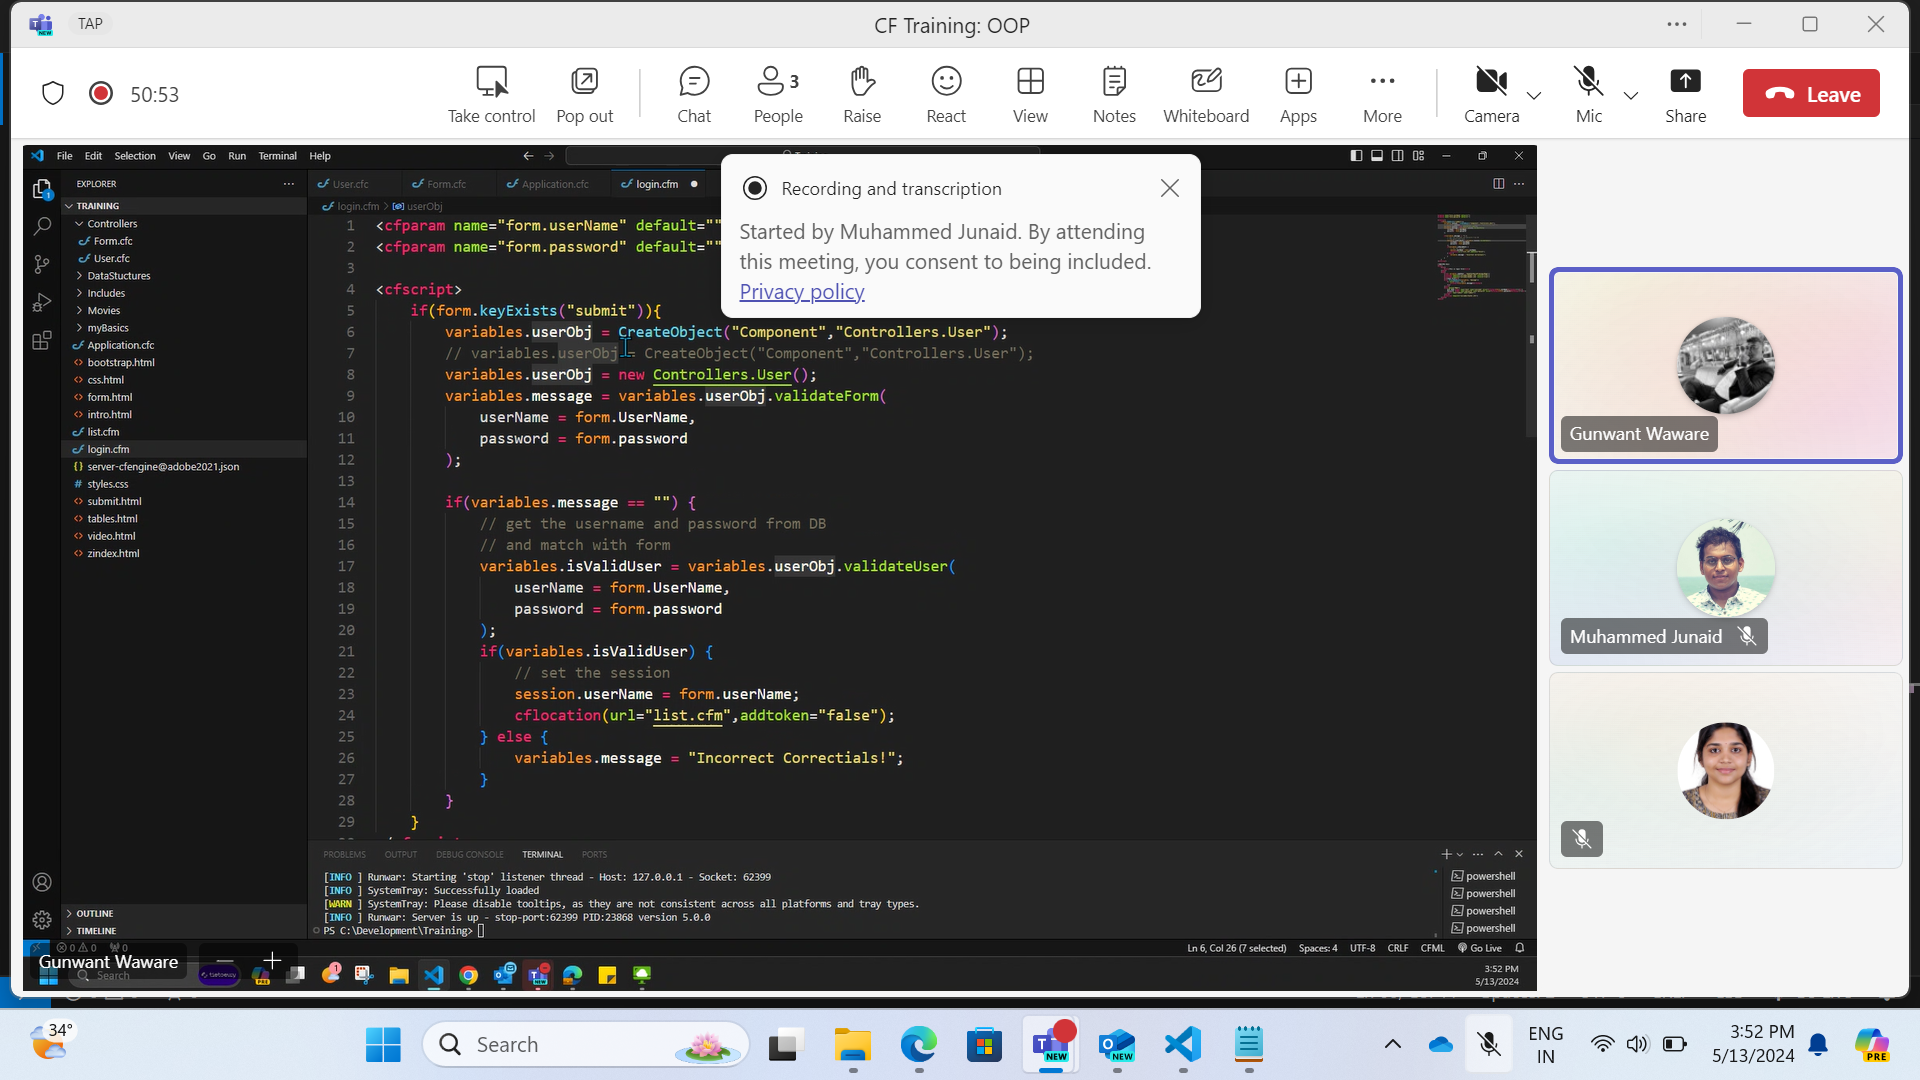 TAP
CF Training: OOP
50:53
Take control
Pop out
Chat
3
People
Raise
React
View
Notes
Whiteboard
Apps
More
Camera
Mic
Share
Leave
File Edit Selection View Go Run Terminal Help
EXPLORER
TRAINING
Controllers
Form.cfc
User.cfc
DataStuctures
Includes
Movies
myBasics
Application.cfc
bootstrap.html
css.html
form.html
intro.html
list.cfm
login.cfm
server-cfengine@adobe2021.json
styles.css
submit.html
tables.html
video.html
zindex.html
OUTLINE
TIMELINE
User.cfc Form.cfc Application.cfc login.cfm
login.cfm > userObj
1 <cfparam name="form.userName" default=""
2 <cfparam name="form.password" default=""
3
4 <cfscript>
5 if(form.keyExists("submit")){
6 variables.userObj = CreateObject("Component","Controllers.User");
7 // variables.userObj = CreateObject("Component","Controllers.User");
8 variables.userObj = new Controllers.User();
9 variables.message = variables.userObj.validateForm(
10 userName = form.UserName,
11 password = form.password
12 );
13
14 if(variables.message == "") {
15 // get the username and password from DB
16 // and match with form
17 variables.isValidUser = variables.userObj.validateUser(
18 userName = form.UserName,
19 password = form.password
20 );
21 if(variables.isValidUser) {
22 // set the session
23 session.userName = form.userName;
24 cflocation(url="list.cfm",addtoken="false");
25 } else {
26 variables.message = "Incorrect Correctials!";
27 }
28 }
29 }
Recording and transcription
Started by Muhammed Junaid. By attending
this meeting, you consent to being included.
Privacy policy
PROBLEMS OUTPUT DEBUG CONSOLE TERMINAL PORTS
[INFO ] Runwar: Starting 'stop' listener thread - Host: 127.0.0.1 - Socket: 62399
[INFO ] SystemTray: Successfully loaded
[WARN ] SystemTray: Please disable tooltips, as they are not consistent across all platforms and tray types.
[INFO ] Runwar: Server is up - stop-port:62399 PID:23868 version 5.0.0
PS C:\Development\Training>
powershell
powershell
powershell
powershell
Ln 6, Col 26 (7 selected) Spaces: 4 UTF-8 CRLF CFML Go Live
Gunwant Waware
Search
3:52 PM
5/13/2024
Gunwant Waware
Muhammed Junaid
34°
Search
NEW
NEW
ENG
IN
3:52 PM
5/13/2024
PRE